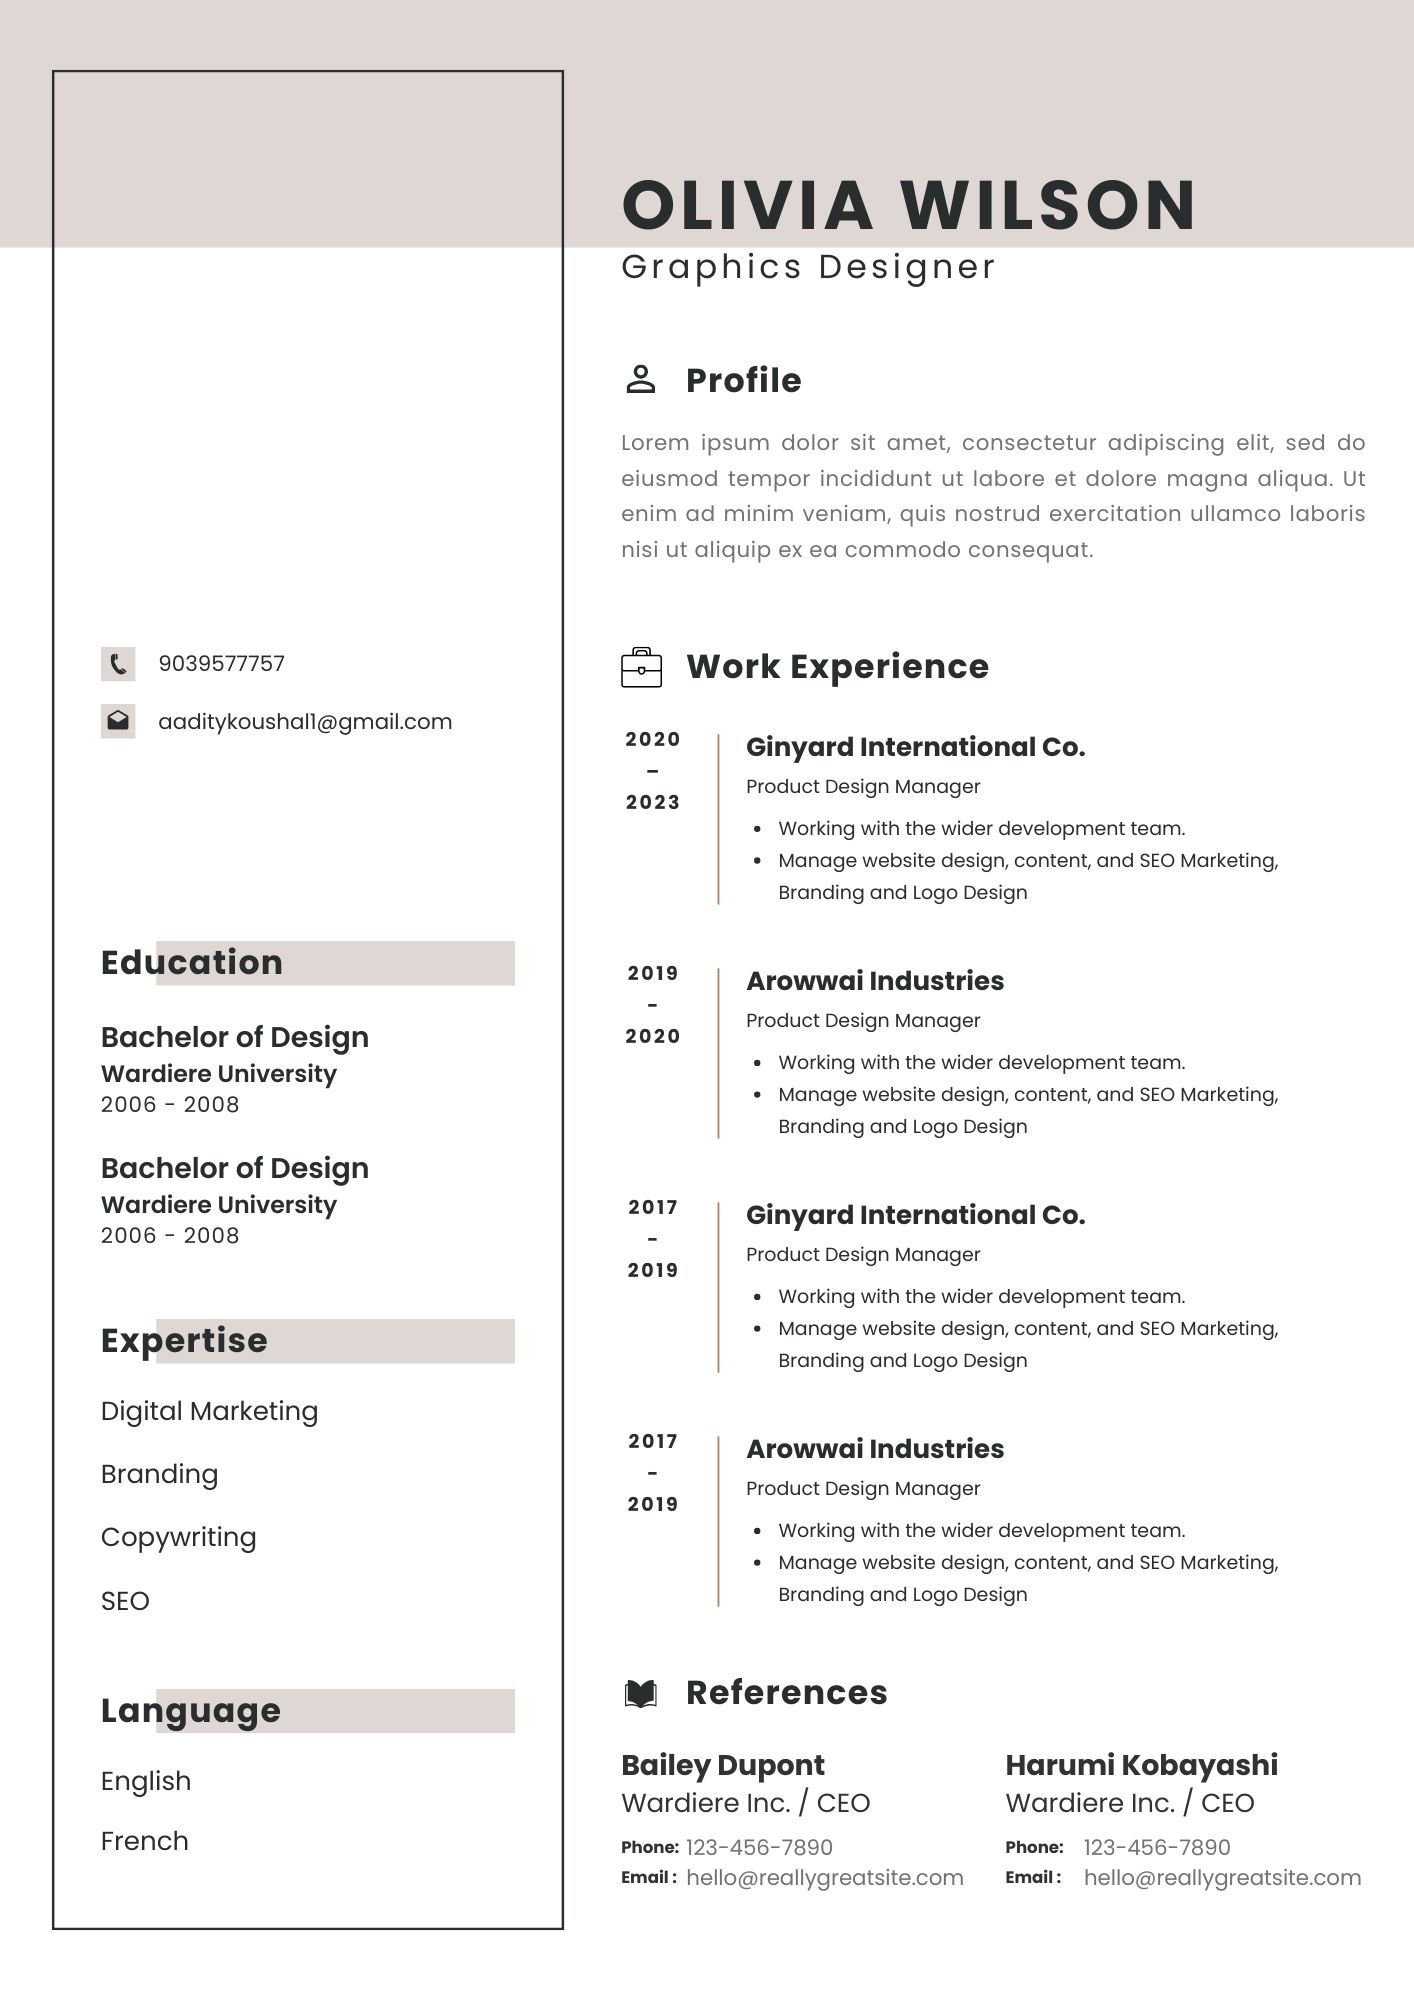 OLIVIA WILSON
Graphics Designer
9039577757
aaditykoushal1@gmail.com
Education
Bachelor of Design
Wardiere University
2006 - 2008
Bachelor of Design
Wardiere University
2006 - 2008
Expertise
Digital Marketing
Branding
Copywriting
SEO
Language
English
French
Profile
Lorem ipsum dolor sit amet, consectetur adipiscing elit, sed do
eiusmod tempor incididunt ut labore et dolore magna aliqua. Ut
enim ad minim veniam, quis nostrud exercitation ullamco laboris
nisi ut aliquip ex ea commodo consequat.
Work Experience
2020
-
2023
Ginyard International Co.
Product Design Manager
• Working with the wider development team.
• Manage website design, content, and SEO Marketing,
Branding and Logo Design
2019
-
2020
Arowwai Industries
Product Design Manager
• Working with the wider development team.
• Manage website design, content, and SEO Marketing,
Branding and Logo Design
2017
-
2019
Ginyard International Co.
Product Design Manager
• Working with the wider development team.
• Manage website design, content, and SEO Marketing,
Branding and Logo Design
2017
-
2019
Arowwai Industries
Product Design Manager
• Working with the wider development team.
• Manage website design, content, and SEO Marketing,
Branding and Logo Design
References
Bailey Dupont
Wardiere Inc. / CEO
Phone: 123-456-7890
Email : hello@reallygreatsite.com
Harumi Kobayashi
Wardiere Inc. / CEO
Phone: 123-456-7890
Email : hello@reallygreatsite.com